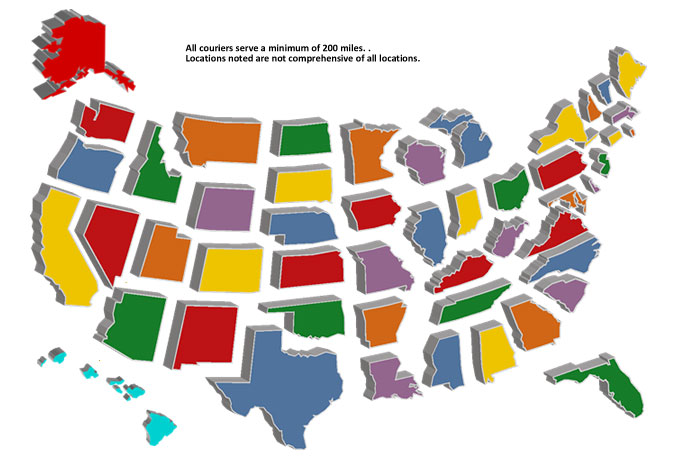 All couriers serve a minimum of 200 miles. .
Locations noted are not comprehensive of all locations.